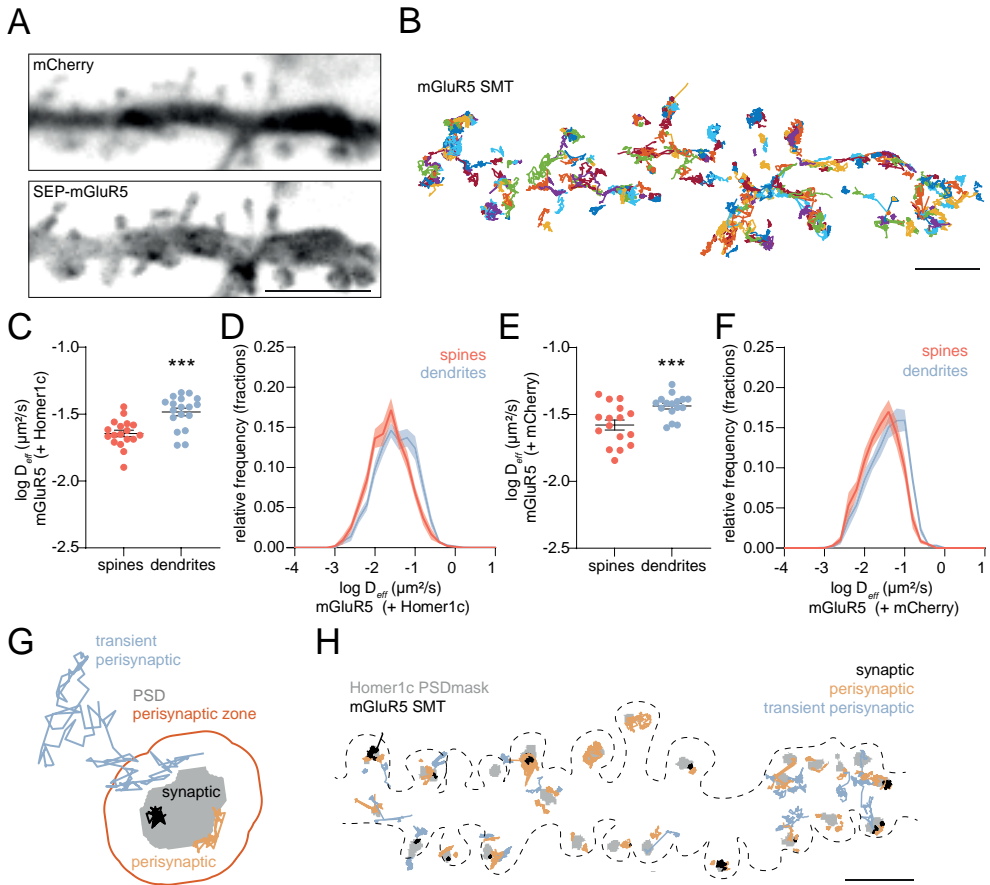 A
mCherry
SEP-mGluR5
B
mGluR5 SMT
C
log D_eff (µm²/s)
mGluR5 (+ Homer1c)
-1.0
-1.5
-2.0
-2.5
***
spines dendrites
D
relative frequency (fractions)
0.25
0.20
0.15
0.10
0.05
0.00
spines
dendrites
-4 -3 -2 -1 0 1
log D_eff (µm²/s)
mGluR5 (+ Homer1c)
E
log D_eff (µm²/s)
mGluR5 (+ mCherry)
-1.0
-1.5
-2.0
-2.5
***
spines dendrites
F
relative frequency (fractions)
0.25
0.20
0.15
0.10
0.05
0.00
spines
dendrites
-4 -3 -2 -1 0 1
log D_eff (µm²/s)
mGluR5 (+ mCherry)
G
transient
perisynaptic
PSD
perisynaptic zone
synaptic
perisynaptic
H
Homer1c PSDmask
mGluR5 SMT
synaptic
perisynaptic
transient perisynaptic